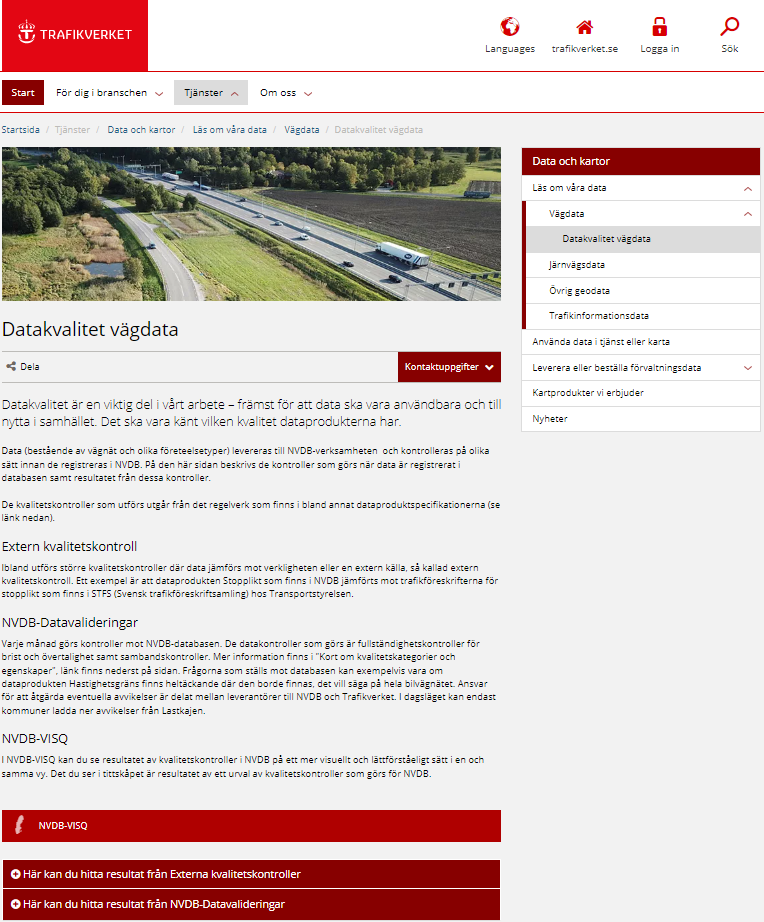 TRAFIKVERKET
Languages
trafikverket.se
Logga in
Sök
Start
För dig i branschen
Tjänster
Om oss
Startsida / Tjänster / Data och kartor / Läs om våra data / Vägdata / Datakvalitet vägdata
Data och kartor
Läs om våra data
Vägdata
Datakvalitet vägdata
Järnvägsdata
Övrig geodata
Trafikinformationsdata
Använda data i tjänst eller karta
Leverera eller beställa förvaltningsdata
Kartprodukter vi erbjuder
Nyheter
Datakvalitet vägdata
Dela
Kontaktuppgifter
Datakvalitet är en viktig del i vårt arbete – främst för att data ska vara användbara och till
nytta i samhället. Det ska vara känt vilken kvalitet dataprodukterna har.
Data (bestående av vägnät och olika företeelsetyper) levereras till NVDB-verksamheten och kontrolleras på olika
sätt innan de registreras i NVDB. På den här sidan beskrivs de kontroller som görs när data är registrerat i
databasen samt resultatet från dessa kontroller.
De kvalitetskontroller som utförs utgår från det regelverk som finns i bland annat dataproduktspecifikationerna (se
länk nedan).
Extern kvalitetskontroll
Ibland utförs större kvalitetskontroller där data jämförs mot verkligheten eller en extern källa, så kallad extern
kvalitetskontroll. Ett exempel är att dataprodukten Stopplikt som finns i NVDB jämförts mot trafikföreskrifterna för
stopplikt som finns i STFS (Svensk trafikföreskriftsamling) hos Transportstyrelsen.
NVDB-Datavalideringar
Varje månad görs kontroller mot NVDB-databasen. De datakontroller som görs är fullständighetskontroller för
brist och övertalighet samt sambandskontroller. Mer information finns i "Kort om kvalitetskategorier och
egenskaper", länk finns nederst på sidan. Frågorna som ställs mot databasen kan exempelvis vara om
dataprodukten Hastighetsgräns finns heltäckande där den borde finnas, det vill säga på hela bilvägnätet. Ansvar
för att åtgärda eventuella avvikelser är delat mellan leverantörer till NVDB och Trafikverket. I dagsläget kan endast
kommuner ladda ner avvikelser från Lastkajen.
NVDB-VISQ
I NVDB-VISQ kan du se resultatet av kvalitetskontroller i NVDB på ett mer visuellt och lättförståeligt sätt i en och
samma vy. Det du ser i tittskåpet är resultatet av ett urval av kvalitetskontroller som görs för NVDB.
NVDB-VISQ
Här kan du hitta resultat från Externa kvalitetskontroller
Här kan du hitta resultat från NVDB-Datavalideringar